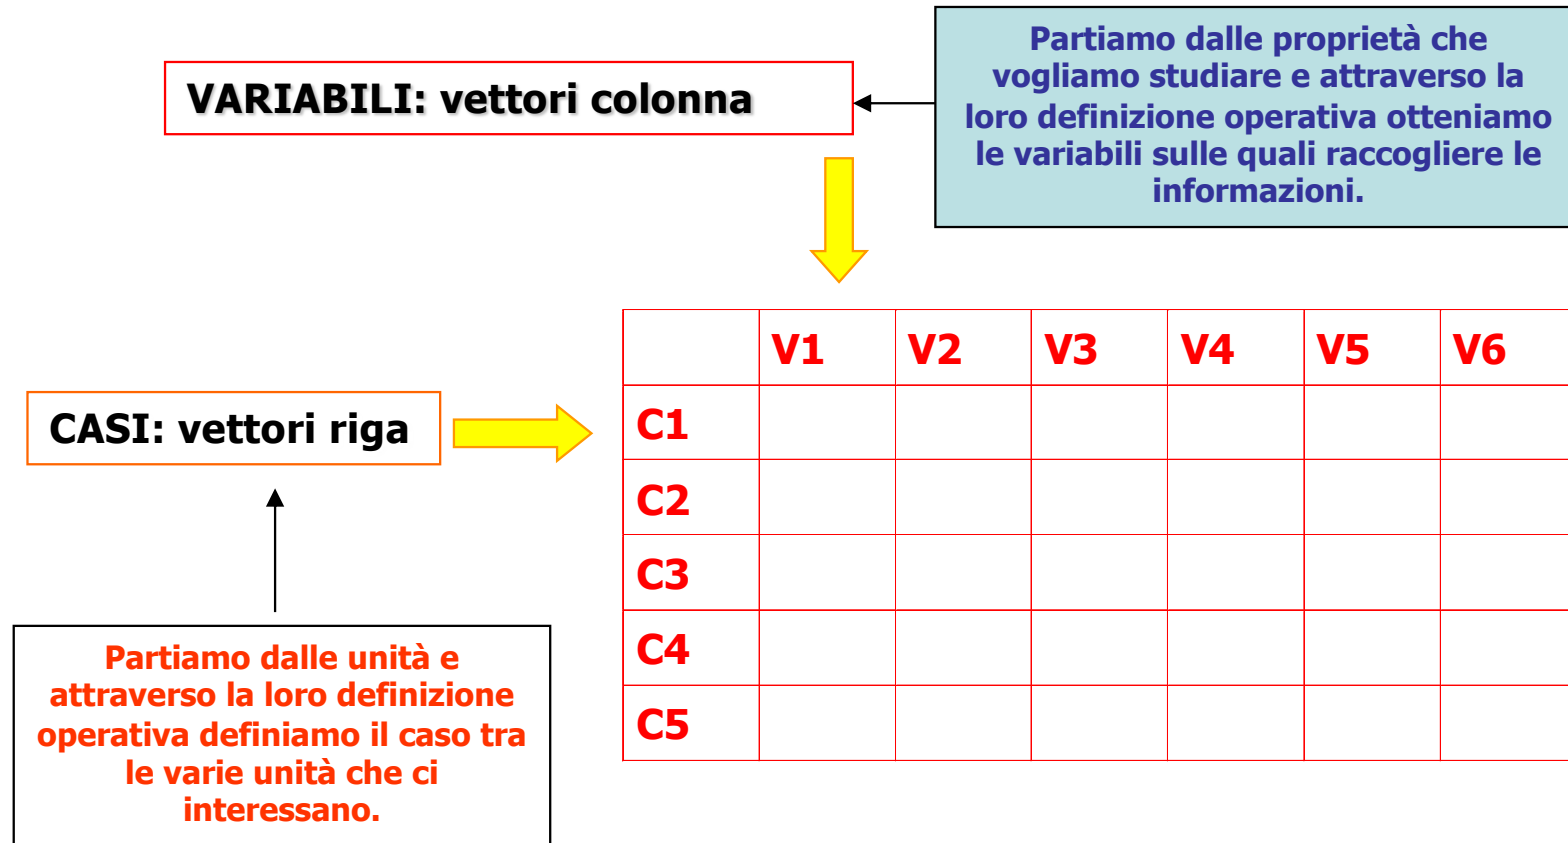 VARIABILI: vettori colonna
Partiamo dalle proprietà che
vogliamo studiare e attraverso la
loro definizione operativa otteniamo
le variabili sulle quali raccogliere le
informazioni.
V1 V2 V3 V4 V5 V6
CASI: vettori riga
C1
C2
C3
C4
C5
Partiamo dalle unità e
attraverso la loro definizione
operativa definiamo il caso tra
le varie unità che ci
interessano.